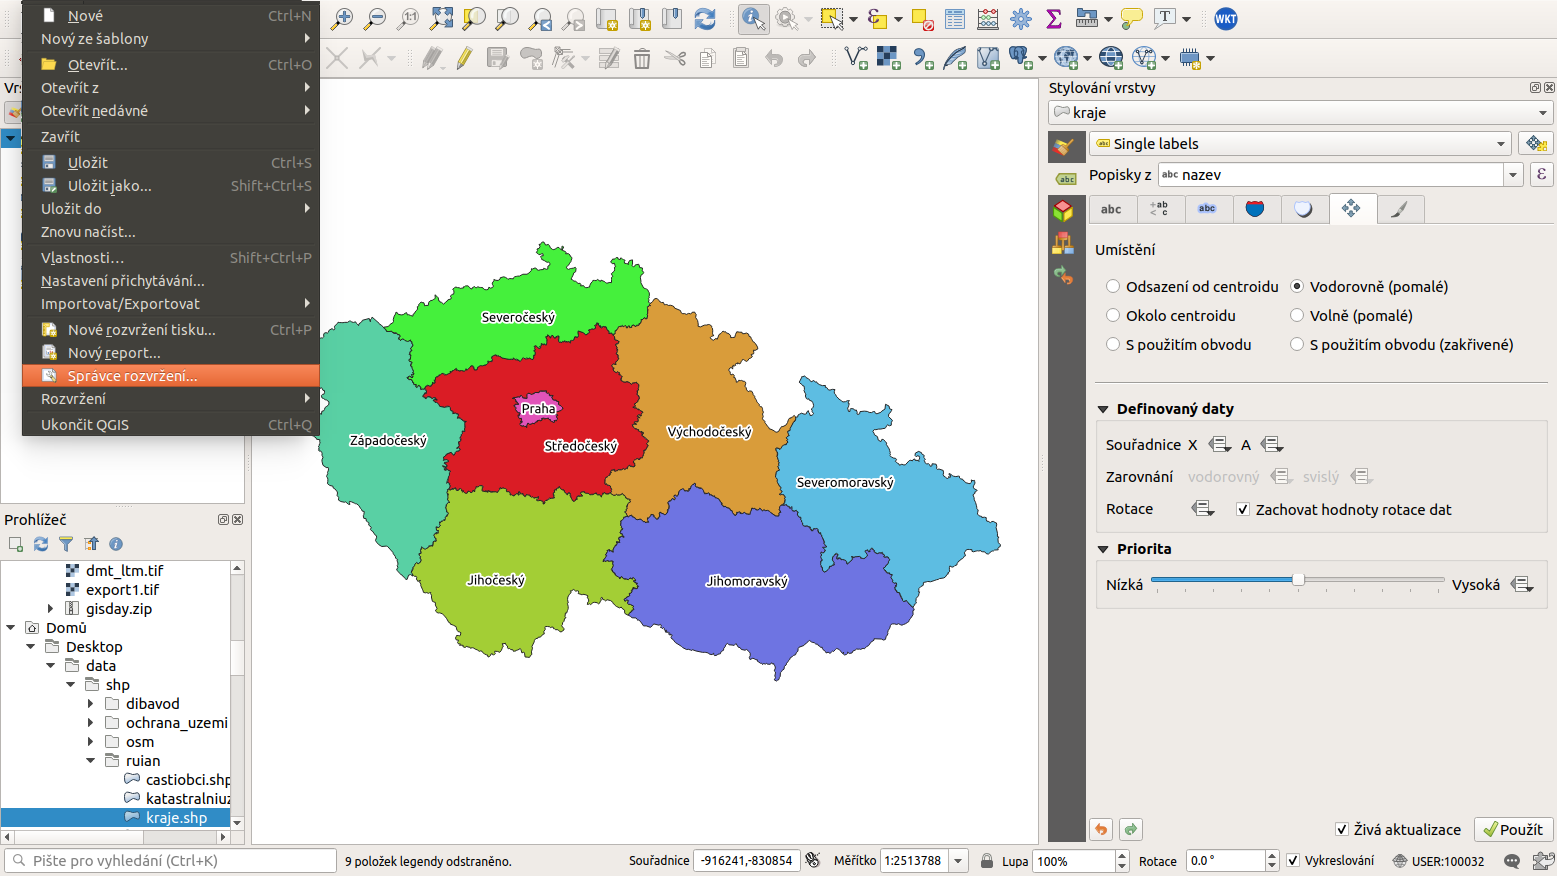 Nové Ctrl+N
Nový ze šablony
Otevřít... Ctrl+O
Otevřít z
Otevřít nedávné
Zavřít
Uložit Ctrl+S
Uložit jako... Shift+Ctrl+S
Uložit do
Znovu načíst...
Vlastnosti... Shift+Ctrl+P
Nastavení přichytávání...
Importovat/Exportovat
Nové rozvržení tisku... Ctrl+P
Nový report...
Správce rozvržení...
Rozvržení
Ukončit QGIS Ctrl+Q
WKT
Vr
Prohlížeč
dmt_ltm.tif
export1.tif
gisday.zip
Domů
Desktop
data
shp
dibavod
ochrana_uzemi
osm
ruian
castiobci.shp
katastralniuz
kraje.shp
Severočeský
Praha
Západočeský
Středočeský
Východočeský
Severomoravský
Jihočeský
Jihomoravský
Stylování vrstvy
kraje
Single labels
Popisky z abc nazev ε
abc
Umístění
Odsazení od centroidu Vodorovně (pomalé)
Okolo centroidu Volně (pomalé)
S použitím obvodu S použitím obvodu (zakřivené)
Definovaný daty
Souřadnice X A
Zarovnání vodorovný svislý
Rotace Zachovat hodnoty rotace dat
Priorita
Nízká Vysoká
Živá aktualizace Použít
Pište pro vyhledání (Ctrl+K) 9 položek legendy odstraněno. Souřadnice -916241,-830854 Měřítko 1:2513788 Lupa 100% Rotace 0.0 ° Vykreslování USER:100032